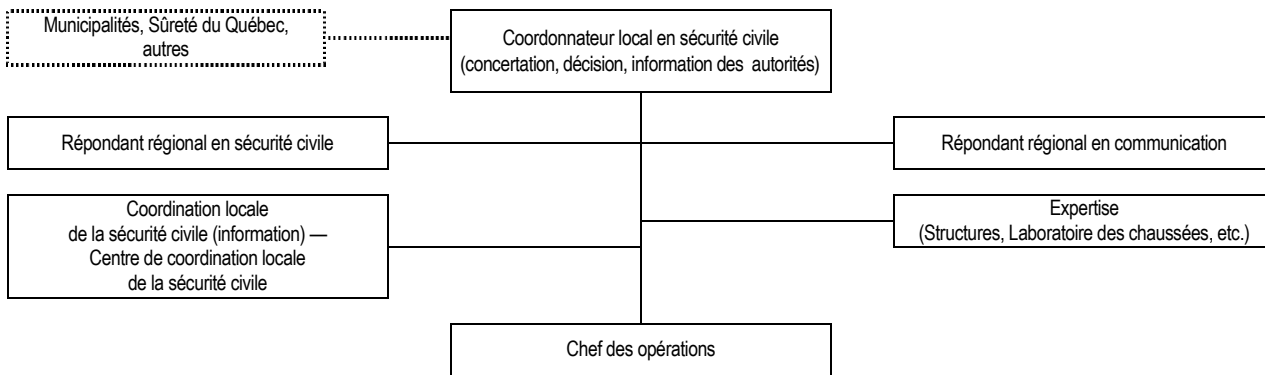 Municipalités, Sûreté du Québec,
autres
Coordonnateur local en sécurité civile
(concertation, décision, information des autorités)
Répondant régional en sécurité civile
Répondant régional en communication
Coordination locale
de la sécurité civile (information) —
Centre de coordination locale
de la sécurité civile
Expertise
(Structures, Laboratoire des chaussées, etc.)
Chef des opérations